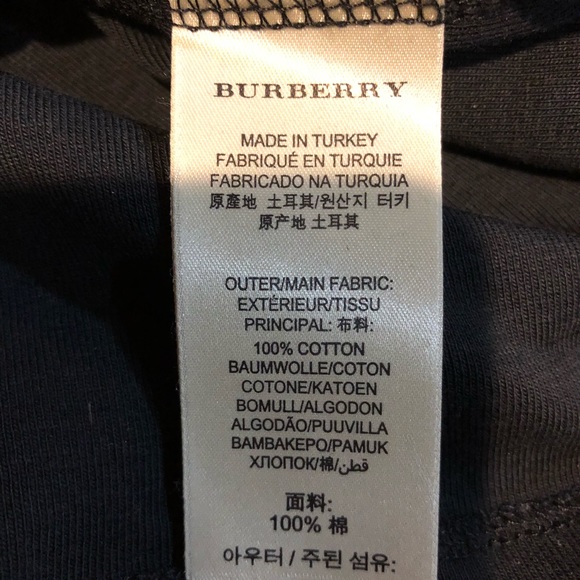 BURBERRY
MADE IN TURKEY
FABRIQUÉ EN TURQUIE
FABRICADO NA TURQUIA
原產地 土耳其/원산지 터키
原产地 土耳其
OUTER/MAIN FABRIC:
EXTÉRIEUR/TISSU
PRINCIPAL: 布料:
100% COTTON
BAUMWOLLE/COTON
COTONE/KATOEN
BOMULL/ALGODON
ALGODÃO/PUUVILLA
BAMBAKEPO/PAMUK
ХЛОПОК/棉/قطن
面料:
100% 棉
아우터 / 주된 섬유: